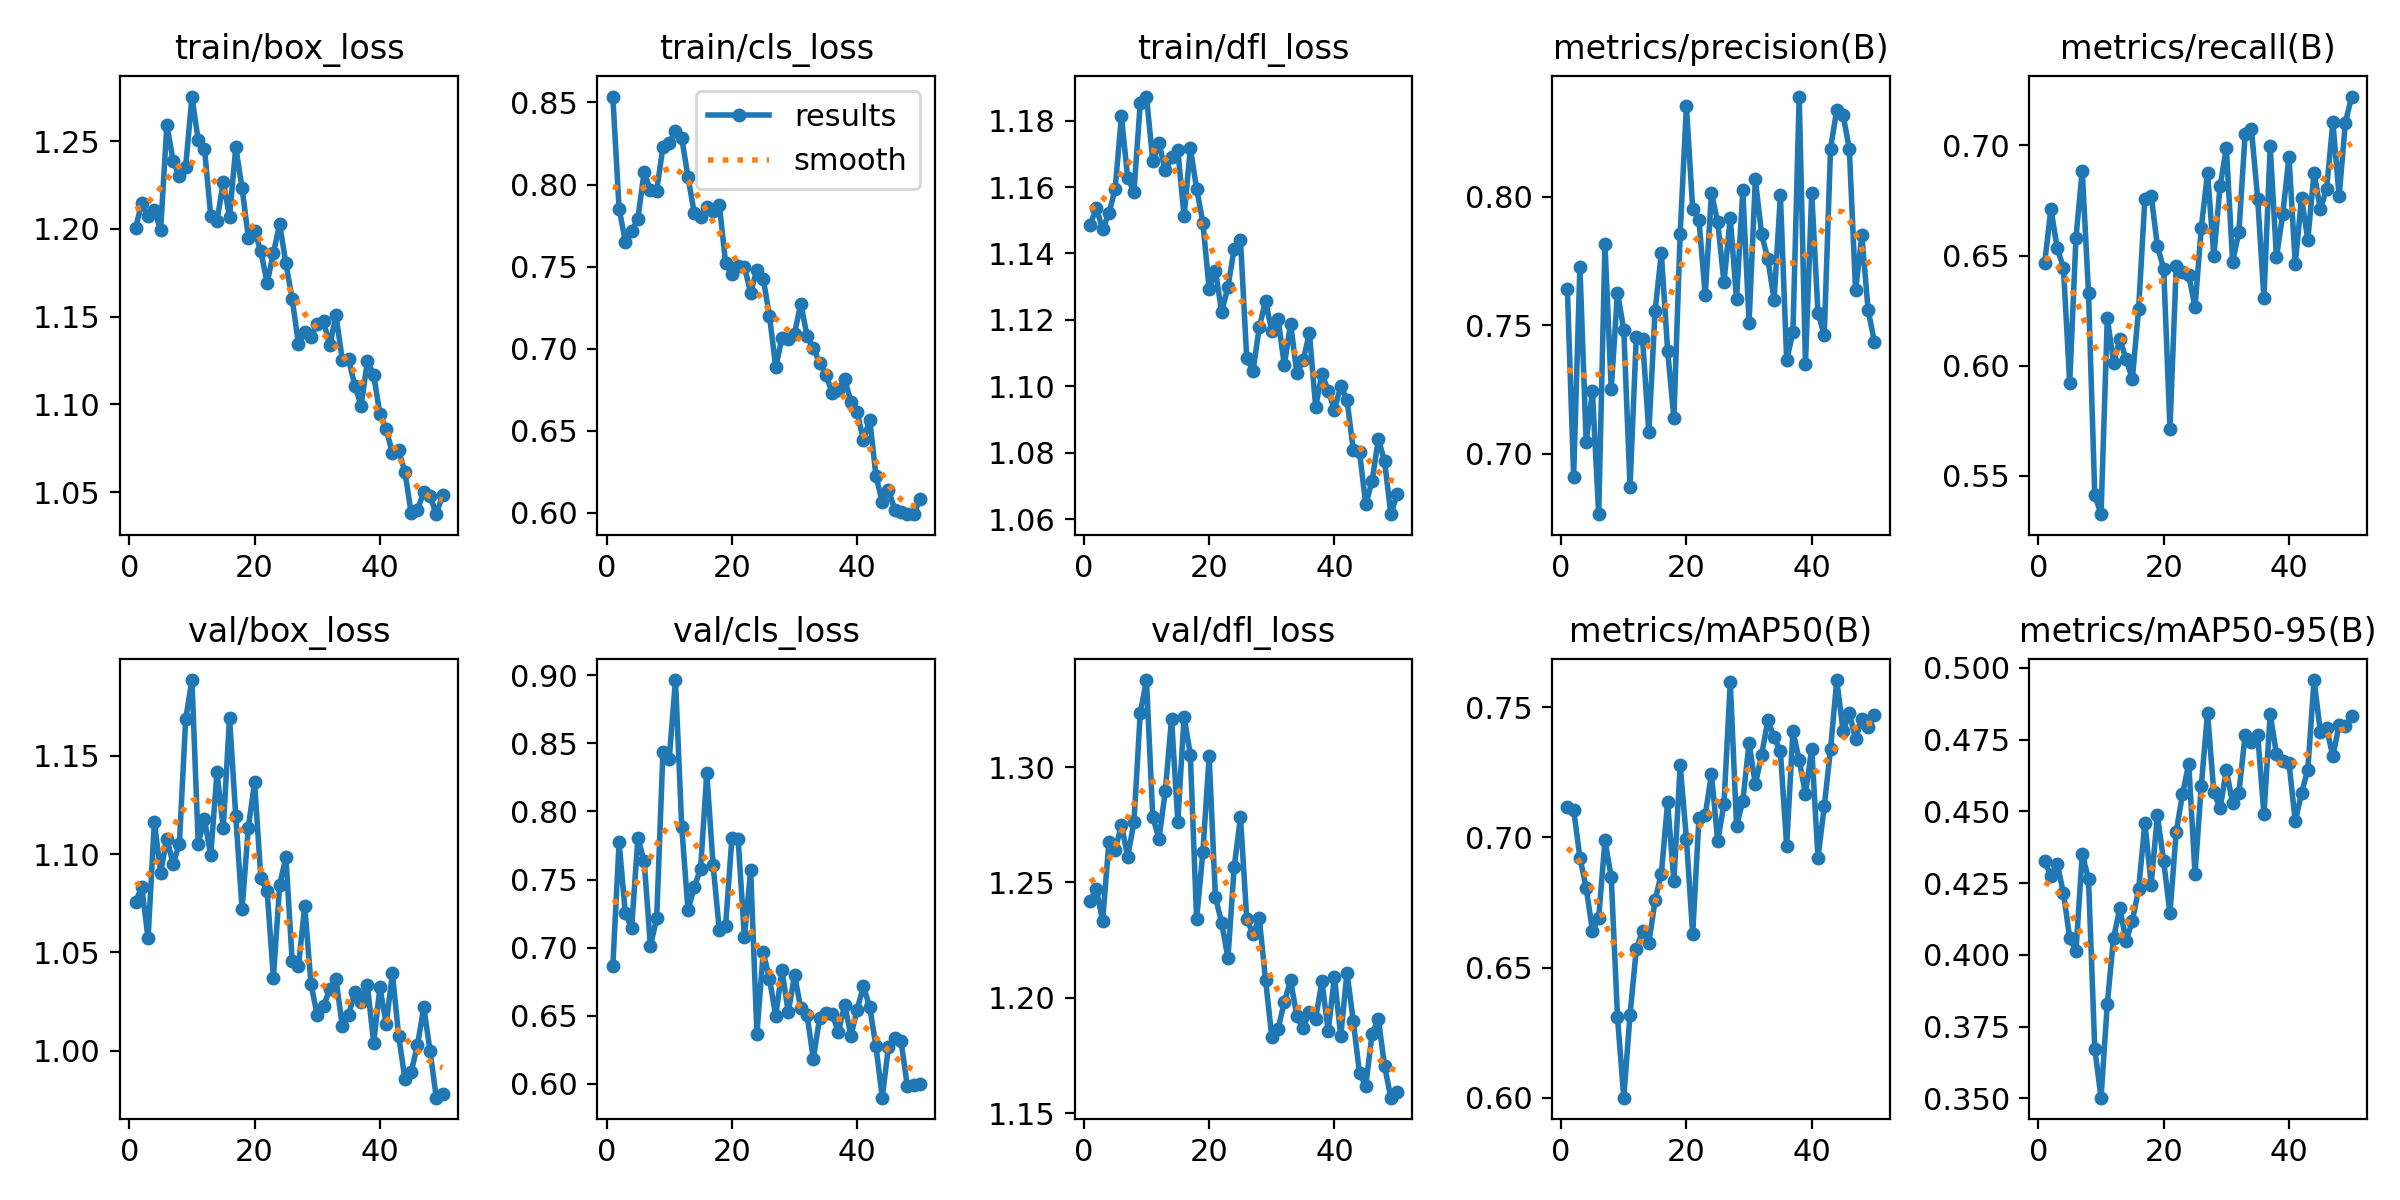 train/box_loss
1.25
1.20
1.15
1.10
1.05
0 20 40
train/cls_loss
results
smooth
0.85
0.80
0.75
0.70
0.65
0.60
0 20 40
train/dfl_loss
1.18
1.16
1.14
1.12
1.10
1.08
1.06
0 20 40
metrics/precision(B)
0.80
0.75
0.70
0 20 40
metrics/recall(B)
0.70
0.65
0.60
0.55
0 20 40
val/box_loss
1.15
1.10
1.05
1.00
0 20 40
val/cls_loss
0.90
0.85
0.80
0.75
0.70
0.65
0.60
0 20 40
val/dfl_loss
1.30
1.25
1.20
1.15
0 20 40
metrics/mAP50(B)
0.75
0.70
0.65
0.60
0 20 40
metrics/mAP50-95(B)
0.500
0.475
0.450
0.425
0.400
0.375
0.350
0 20 40